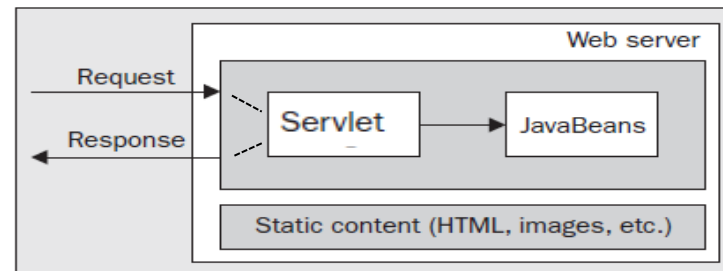 Web server
Request
Servlet
JavaBeans
Response
Static content (HTML, images, etc.)